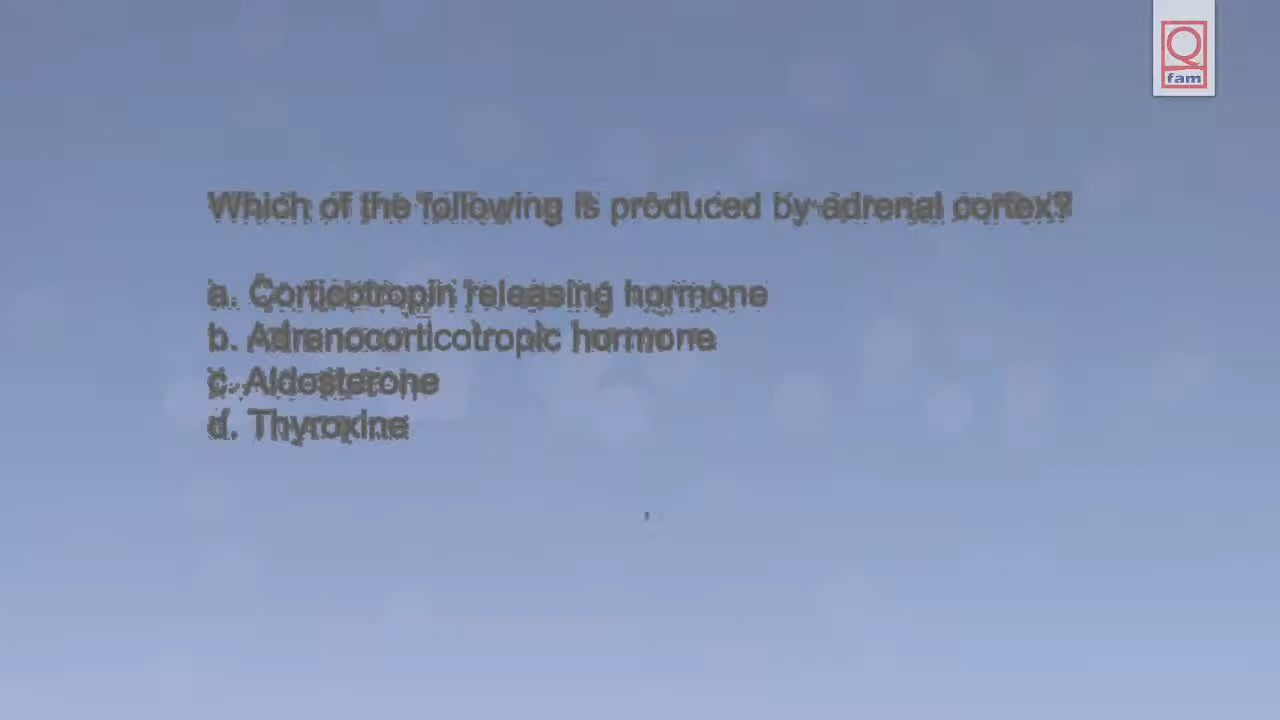 Q
fam
Which of the following is produced by adrenal cortex?
a. Corticotropin releasing hormone
b. Adrenocorticotropic hormone
c. Aldosterone
d. Thyroxine